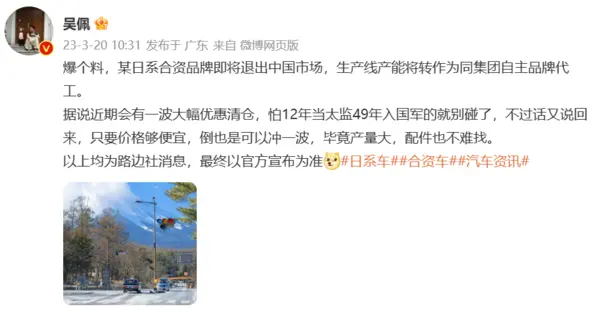 吴佩
23-3-20 10:31 发布于 广东 来自 微博网页版
爆个料，某日系合资品牌即将退出中国市场，生产线产能将转作为同集团自主品牌代
工。
据说近期会有一波大幅优惠清仓，怕12年当太监49年入国军的就别碰了，不过话又说回
来，只要价格够便宜，倒也是可以冲一波，毕竟产量大，配件也不难找。
以上均为路边社消息，最终以官方宣布为准#日系车##合资车##汽车资讯#